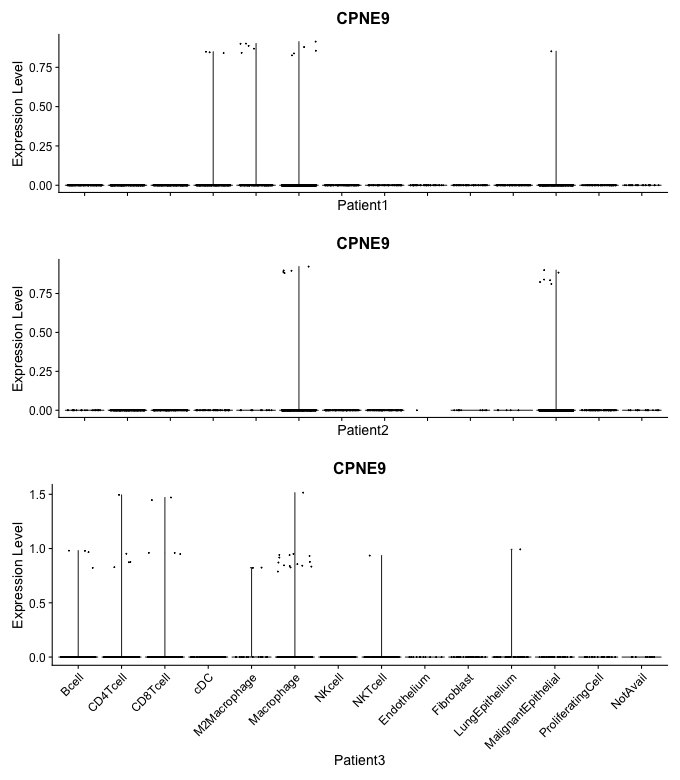 CPNE9
Expression Level
0.75
0.50
0.25
0.00
Patient1
CPNE9
Expression Level
0.75
0.50
0.25
0.00
Patient2
CPNE9
Expression Level
1.5
1.0
0.5
0.0
Bcell
CD4Tcell
CD8Tcell
cDC
M2Macrophage
Macrophage
NKcell
NKTcell
Endothelium
Fibroblast
LungEpithelium
MalignantEpithelial
ProliferatingCell
NotAvail
Patient3